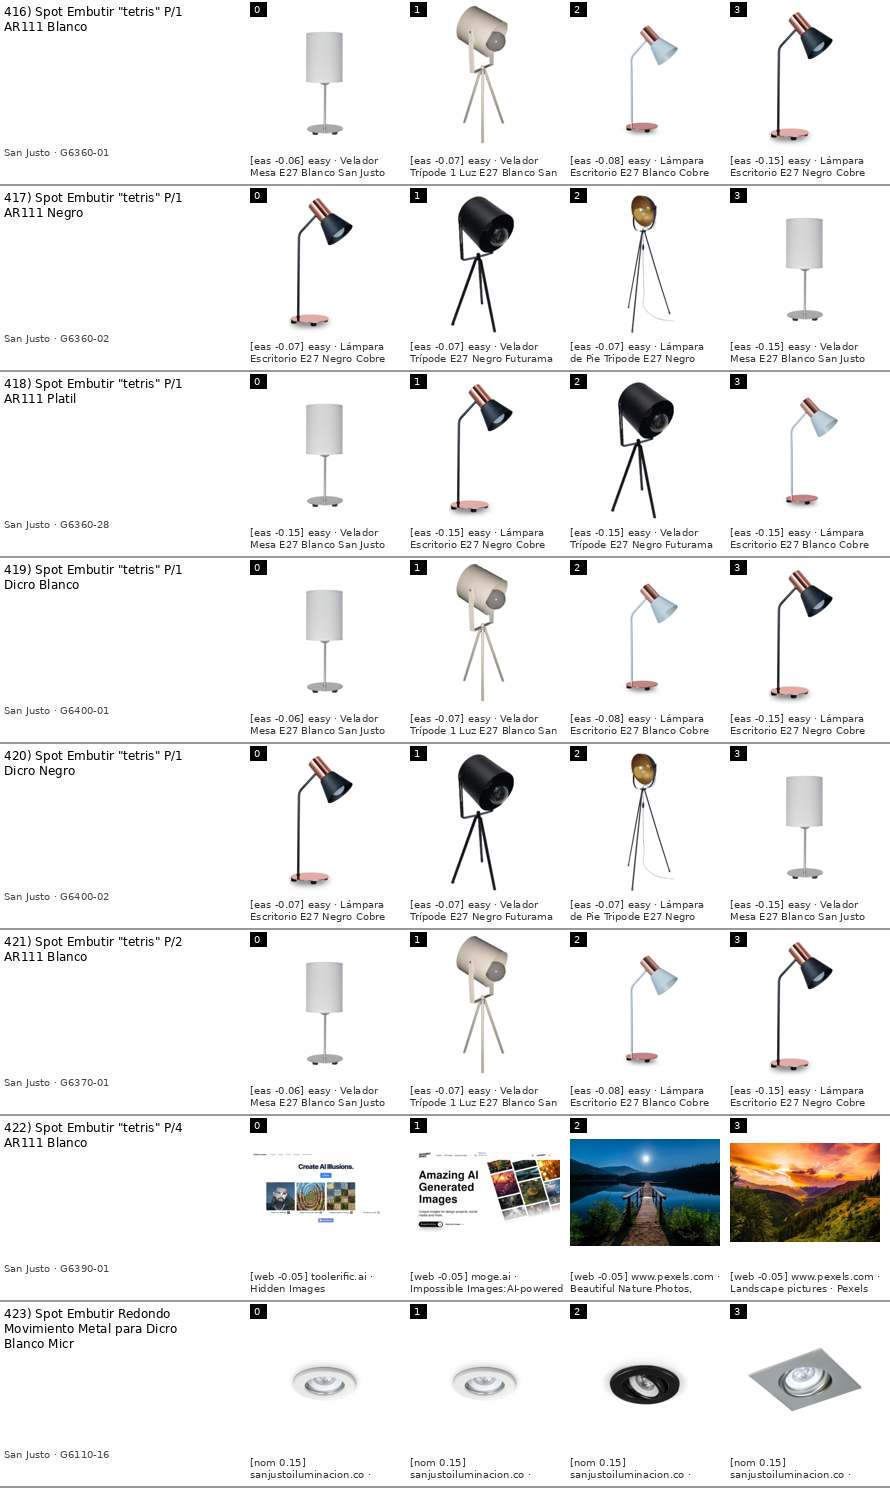 416) Spot Embutir "tetris" P/1
AR111 Blanco
San Justo · G6360-01
0
[eas -0.06] easy · Velador
Mesa E27 Blanco San Justo
1
[eas -0.07] easy · Velador
Trípode 1 Luz E27 Blanco San
2
[eas -0.08] easy · Lámpara
Escritorio E27 Blanco Cobre
3
[eas -0.15] easy · Lámpara
Escritorio E27 Negro Cobre
417) Spot Embutir "tetris" P/1
AR111 Negro
San Justo · G6360-02
0
[eas -0.07] easy · Lámpara
Escritorio E27 Negro Cobre
1
[eas -0.07] easy · Velador
Trípode E27 Negro Futurama
2
[eas -0.07] easy · Lámpara
de Pie Tripode E27 Negro
3
[eas -0.15] easy · Velador
Mesa E27 Blanco San Justo
418) Spot Embutir "tetris" P/1
AR111 Platil
San Justo · G6360-28
0
[eas -0.15] easy · Velador
Mesa E27 Blanco San Justo
1
[eas -0.15] easy · Lámpara
Escritorio E27 Negro Cobre
2
[eas -0.15] easy · Velador
Trípode E27 Negro Futurama
3
[eas -0.15] easy · Lámpara
Escritorio E27 Blanco Cobre
419) Spot Embutir "tetris" P/1
Dicro Blanco
San Justo · G6400-01
0
[eas -0.06] easy · Velador
Mesa E27 Blanco San Justo
1
[eas -0.07] easy · Velador
Trípode 1 Luz E27 Blanco San
2
[eas -0.08] easy · Lámpara
Escritorio E27 Blanco Cobre
3
[eas -0.15] easy · Lámpara
Escritorio E27 Negro Cobre
420) Spot Embutir "tetris" P/1
Dicro Negro
San Justo · G6400-02
0
[eas -0.07] easy · Lámpara
Escritorio E27 Negro Cobre
1
[eas -0.07] easy · Velador
Trípode E27 Negro Futurama
2
[eas -0.07] easy · Lámpara
de Pie Tripode E27 Negro
3
[eas -0.15] easy · Velador
Mesa E27 Blanco San Justo
421) Spot Embutir "tetris" P/2
AR111 Blanco
San Justo · G6370-01
0
[eas -0.06] easy · Velador
Mesa E27 Blanco San Justo
1
[eas -0.07] easy · Velador
Trípode 1 Luz E27 Blanco San
2
[eas -0.08] easy · Lámpara
Escritorio E27 Blanco Cobre
3
[eas -0.15] easy · Lámpara
Escritorio E27 Negro Cobre
422) Spot Embutir "tetris" P/4
AR111 Blanco
San Justo · G6390-01
0
Create AI Illusions.
[web -0.05] toolerific.ai ·
Hidden Images
1
Amazing AI
Generated
Images
[web -0.05] moge.ai ·
Impossible Images:AI-powered
2
[web -0.05] www.pexels.com ·
Beautiful Nature Photos,
3
[web -0.05] www.pexels.com ·
Landscape pictures · Pexels
423) Spot Embutir Redondo
Movimiento Metal para Dicro
Blanco Micr
San Justo · G6110-16
0
[nom 0.15]
sanjustoiluminacion.co ·
1
[nom 0.15]
sanjustoiluminacion.co ·
2
[nom 0.15]
sanjustoiluminacion.co ·
3
[nom 0.15]
sanjustoiluminacion.co ·